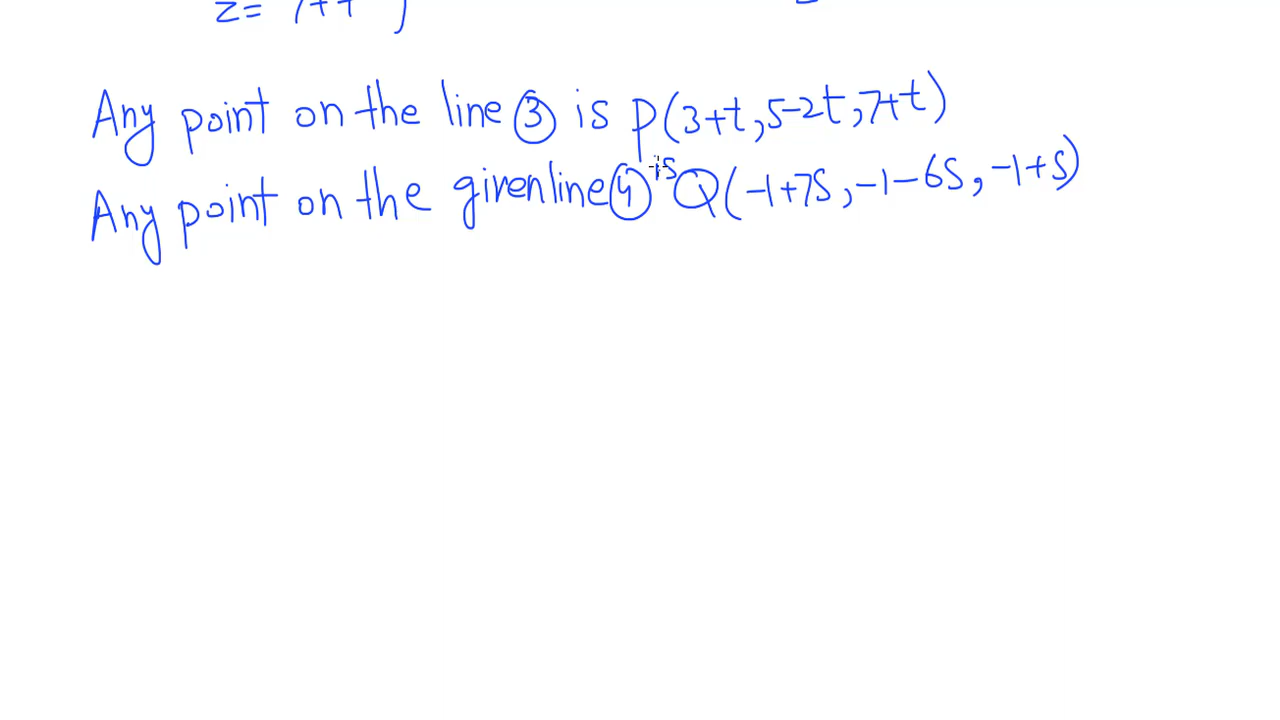 z= 7+t }
Any point on the line ③ is P(3+t, 5-2t, 7+t)
Any point on the given line ④ is Q(-1+7s, -1-6s, -1+s)